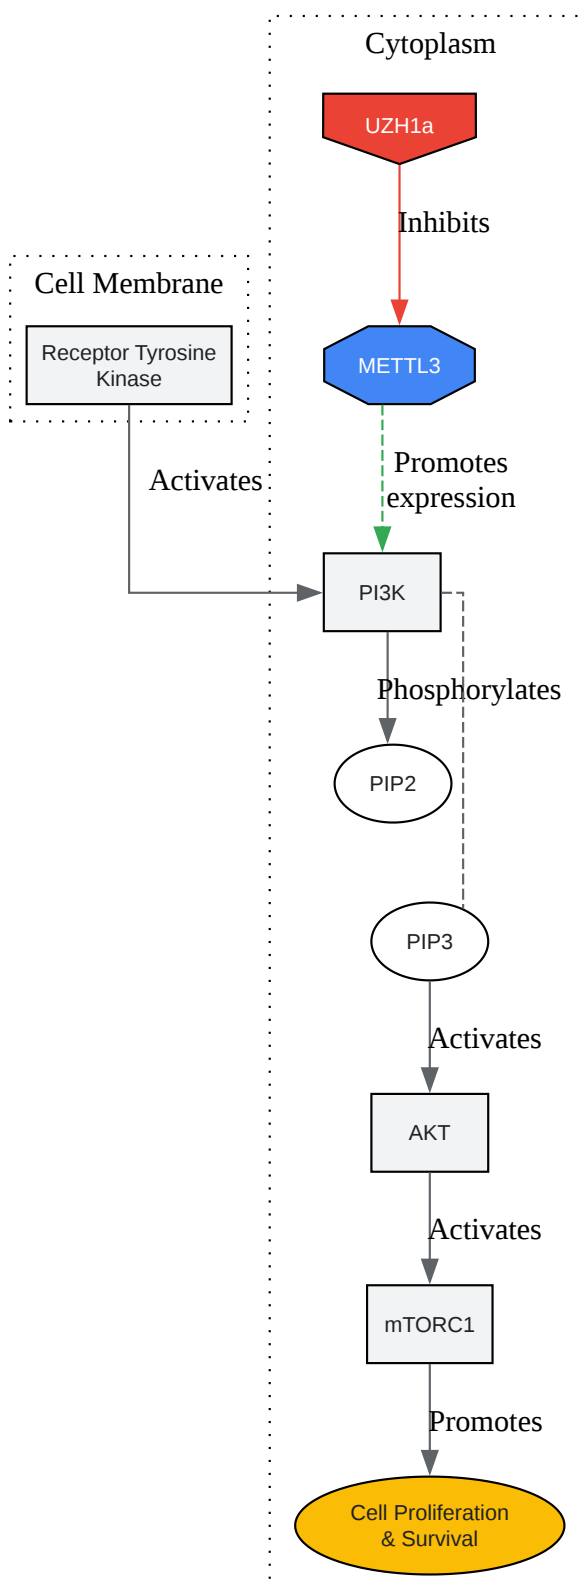 Cytoplasm
UZH1a
Inhibits
Cell Membrane
Receptor Tyrosine
Kinase
METTL3
Activates
Promotes
expression
PI3K
Phosphorylates
PIP2
PIP3
Activates
AKT
Activates
mTORC1
Promotes
Cell Proliferation
& Survival